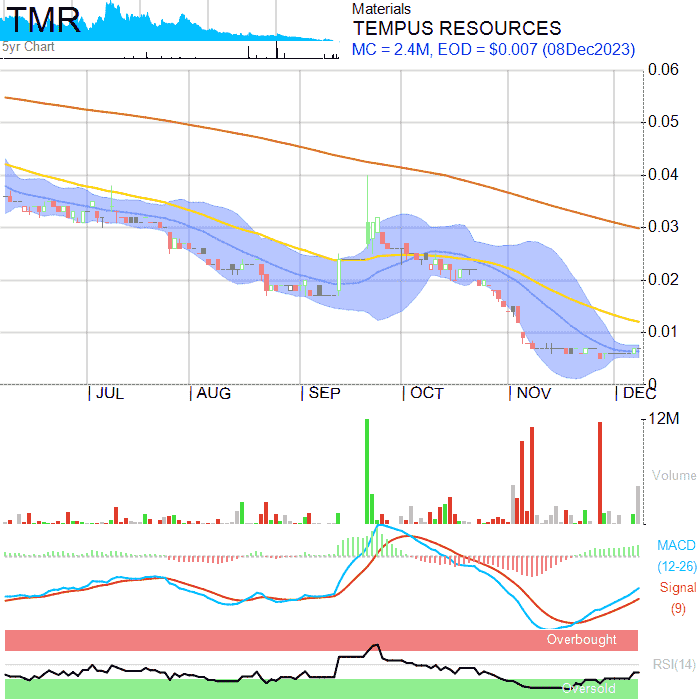 TMR
5yr Chart
Materials
TEMPUS RESOURCES
MC = 2.4M, EOD = $0.007 (08Dec2023)
0.06
0.05
0.04
0.03
0.02
0.01
0
JUL AUG SEP OCT NOV DEC
12M
Volume
MACD
(12-26)
Signal
(9)
Overbought
RSI(14)
Oversold